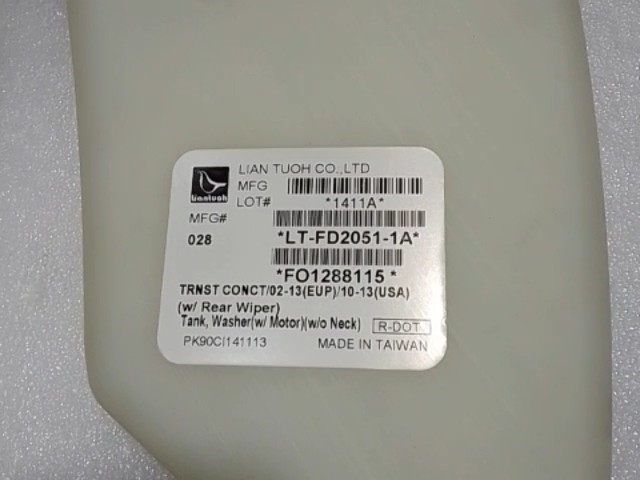 Liantuoh
LIAN TUOH CO.,LTD
MFG
LOT#
*1411A*
MFG#
028
*LT-FD2051-1A*
*FO1288115*
TRNST CONCT/02-13(EUP)/10-13(USA)
(w/ Rear Wiper)
Tank, Washer(w/ Motor)(w/o Neck) R-DOT
PK90CI141113 MADE IN TAIWAN